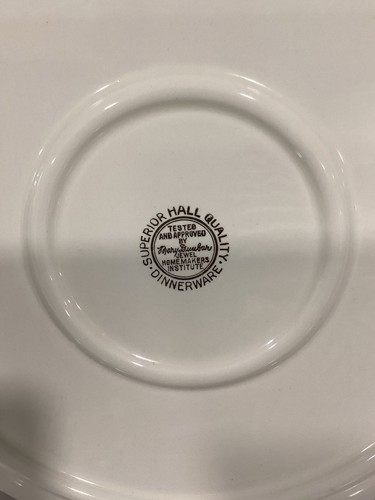 SUPERIOR HALL QUALITY
· DINNERWARE ·
TESTED
AND APPROVED
BY
Mary Dunbar
JEWEL
HOMEMAKERS
INSTITUTE